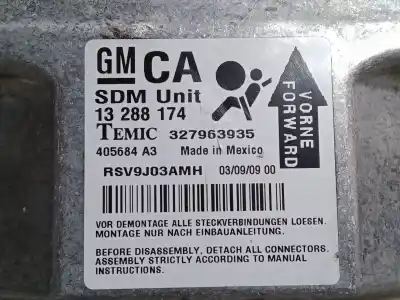 GM CA
SDM Unit
13 288 174
TEMIC 327963935
405684 A3 Made in Mexico
RSV9J03AMH 03/09/09 00
VORNE
FORWARD
VOR DEMONTAGE ALLE STECKVERBINDUNGEN LOESEN.
MONTAGE NUR NACH EINBAUANLEITUNG.
BEFORE DISASSEMBLY, DETACH ALL CONNECTORS.
ASSEMBLY STRICTLY ACCORDING TO MANUAL
INSTRUCTIONS.